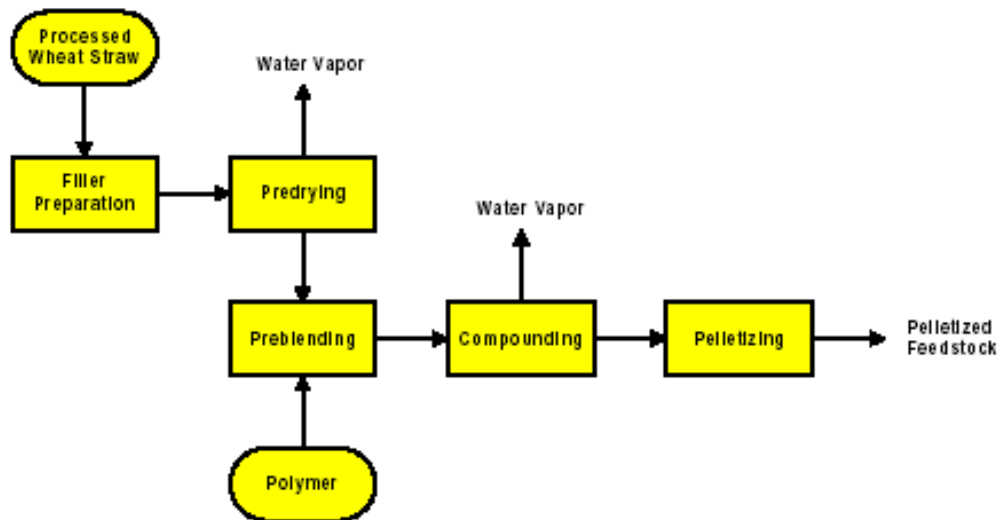 Processed
Wheat Straw
Water Vapor
Filler
Preparation
Predrying
Water Vapor
Preblending
Compounding
Pelletizing
Pelletized
Feedstock
Polymer